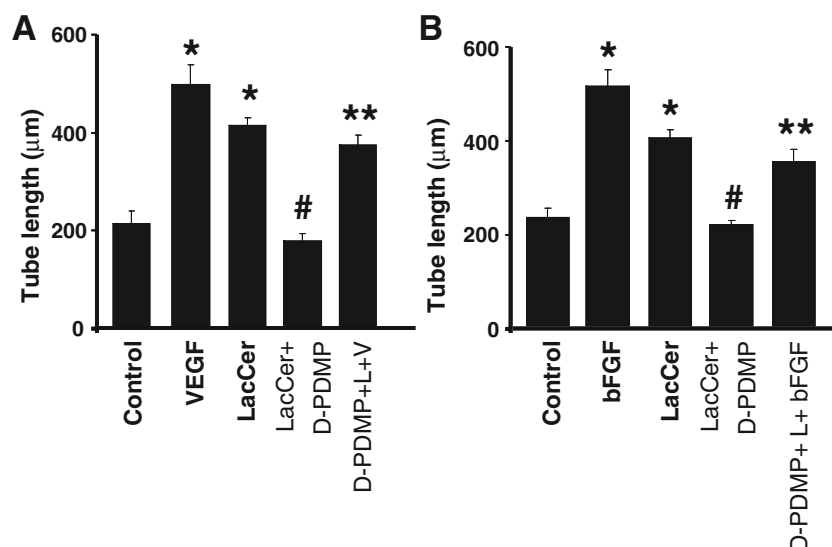 A
Tube length (μm)
600
400
200
0
*
*
#
**
Control
VEGF
LacCer
LacCer+
D-PDMP
D-PDMP+L+V
B
Tube length (μm)
600
400
200
0
*
*
#
**
Control
bFGF
LacCer
LacCer+
D-PDMP
D-PDMP+ L+ bFGF